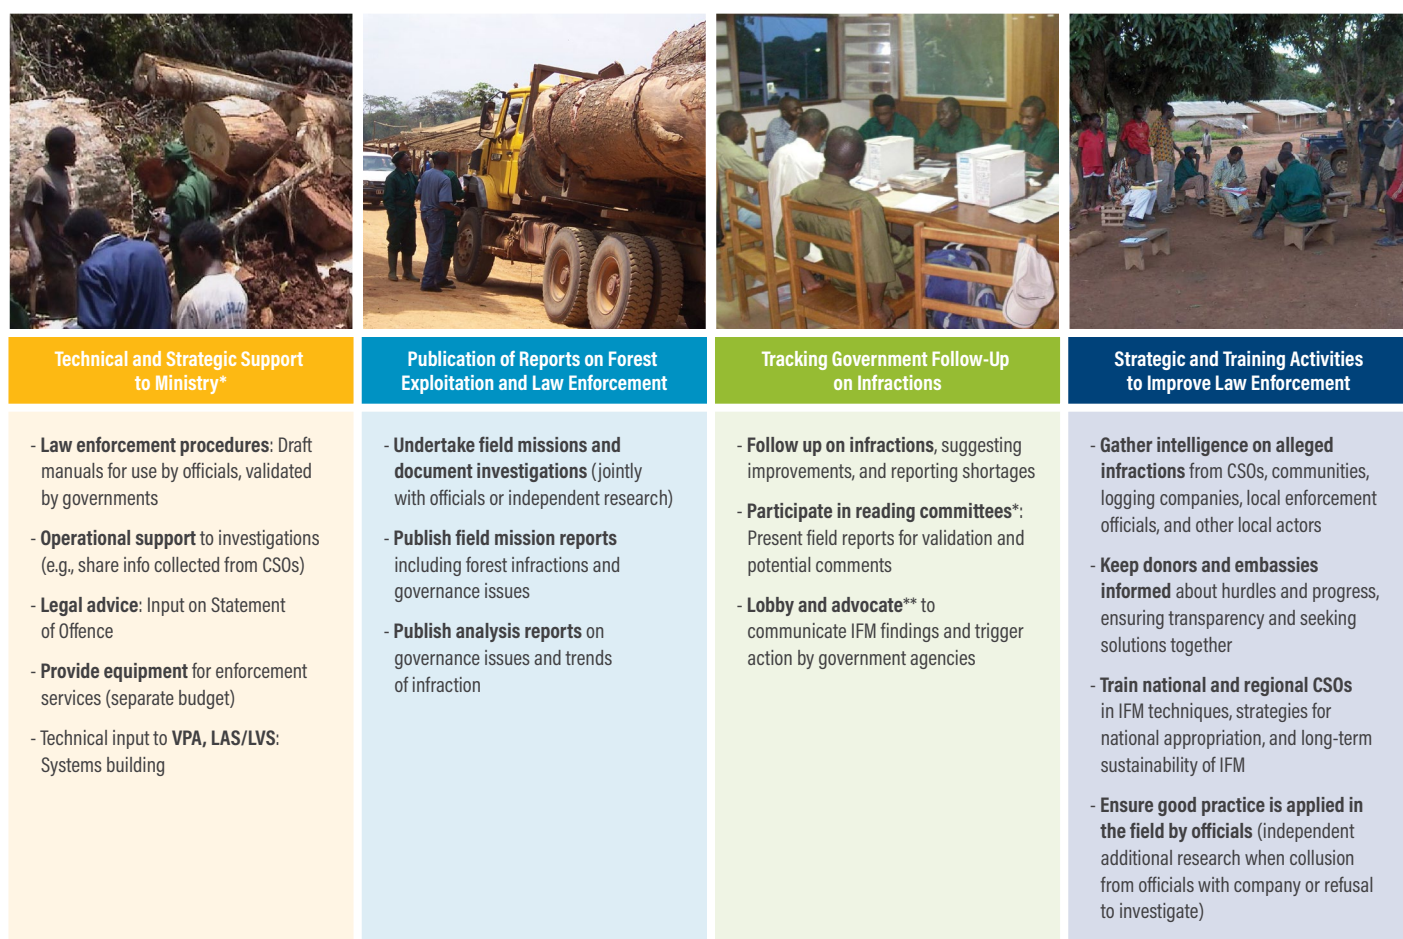 Technical and Strategic Support
to Ministry*
- Law enforcement procedures: Draft
manuals for use by officials, validated
by governments
- Operational support to investigations
(e.g., share info collected from CSOs)
- Legal advice: Input on Statement
of Offence
- Provide equipment for enforcement
services (separate budget)
- Technical input to VPA, LAS/LVS:
Systems building
Publication of Reports on Forest
Exploitation and Law Enforcement
- Undertake field missions and
document investigations (jointly
with officials or independent research)
- Publish field mission reports
including forest infractions and
governance issues
- Publish analysis reports on
governance issues and trends
of infraction
Tracking Government Follow-Up
on Infractions
- Follow up on infractions, suggesting
improvements, and reporting shortages
- Participate in reading committees*:
Present field reports for validation and
potential comments
- Lobby and advocate** to
communicate IFM findings and trigger
action by government agencies
Strategic and Training Activities
to Improve Law Enforcement
- Gather intelligence on alleged
infractions from CSOs, communities,
logging companies, local enforcement
officials, and other local actors
- Keep donors and embassies
informed about hurdles and progress,
ensuring transparency and seeking
solutions together
- Train national and regional CSOs
in IFM techniques, strategies for
national appropriation, and long-term
sustainability of IFM
- Ensure good practice is applied in
the field by officials (independent
additional research when collusion
from officials with company or refusal
to investigate)